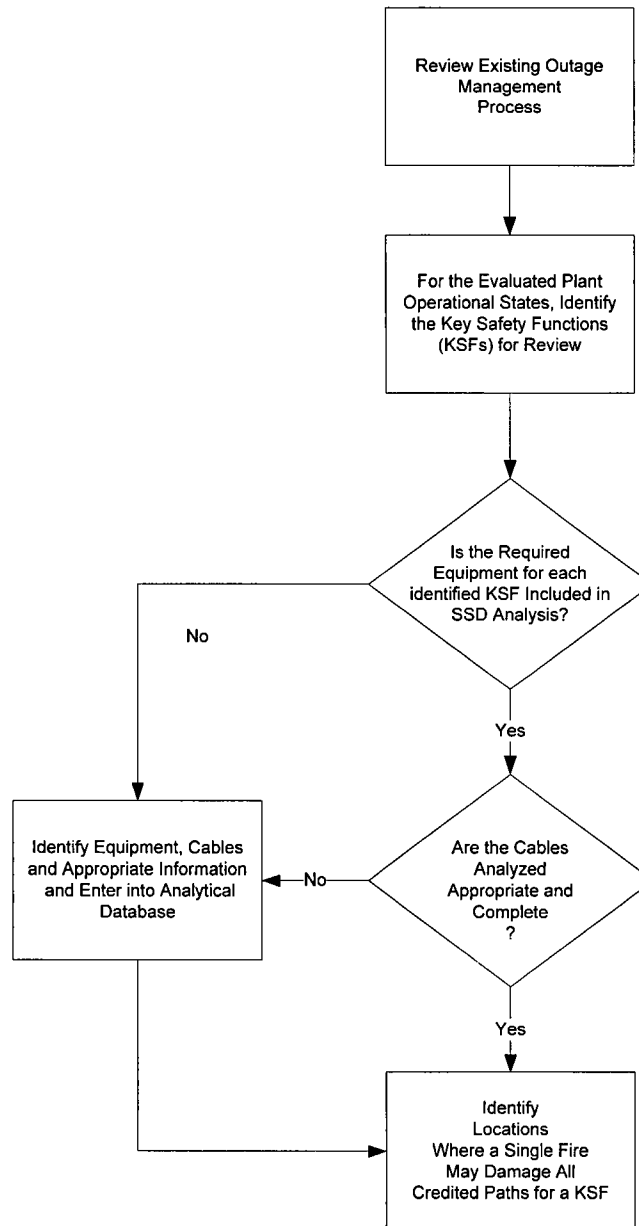 Review Existing Outage
Management
Process
For the Evaluated Plant
Operational States, Identify
the Key Safety Functions
(KSFs) for Review
Is the Required
Equipment for each
identified KSF Included in
SSD Analysis?
No
Yes
Identify Equipment, Cables
and Appropriate Information
and Enter into Analytical
Database
No
Are the Cables
Analyzed
Appropriate and
Complete
?
Yes
Identify
Locations
Where a Single Fire
May Damage All
Credited Paths for a KSF